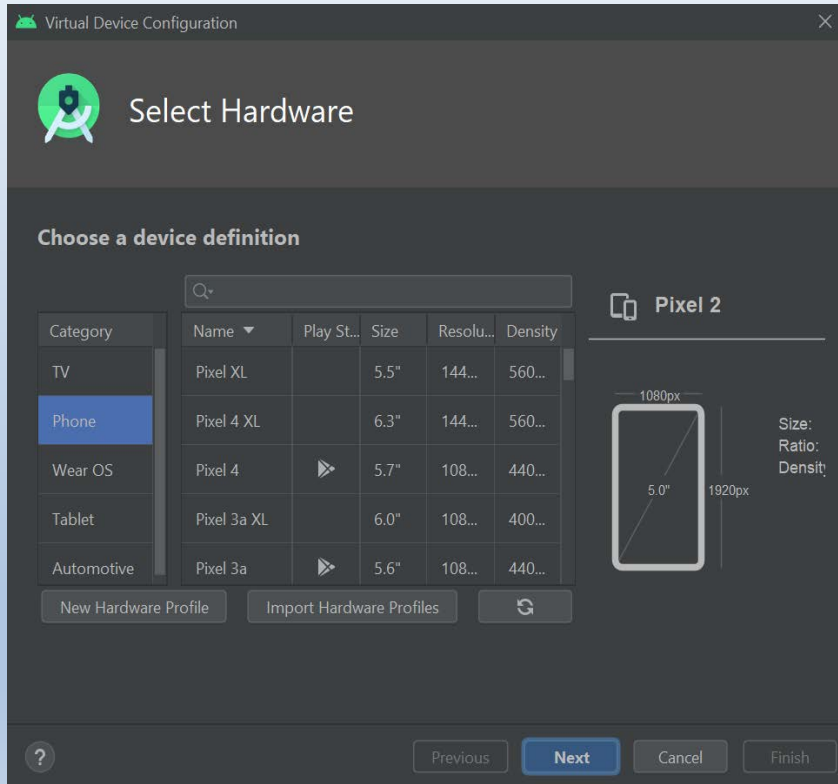 Virtual Device Configuration
Select Hardware
Choose a device definition
Category
Name Play St... Size Resolu... Density
TV
Pixel XL 5.5" 144... 560...
Phone
Pixel 4 XL 6.3" 144... 560...
Wear OS
Pixel 4 5.7" 108... 440...
Tablet
Pixel 3a XL 6.0" 108... 400...
Automotive
Pixel 3a 5.6" 108... 440...
New Hardware Profile
Import Hardware Profiles
Pixel 2
1080px
5.0"
1920px
Size:
Ratio:
Density
?
Previous
Next
Cancel
Finish